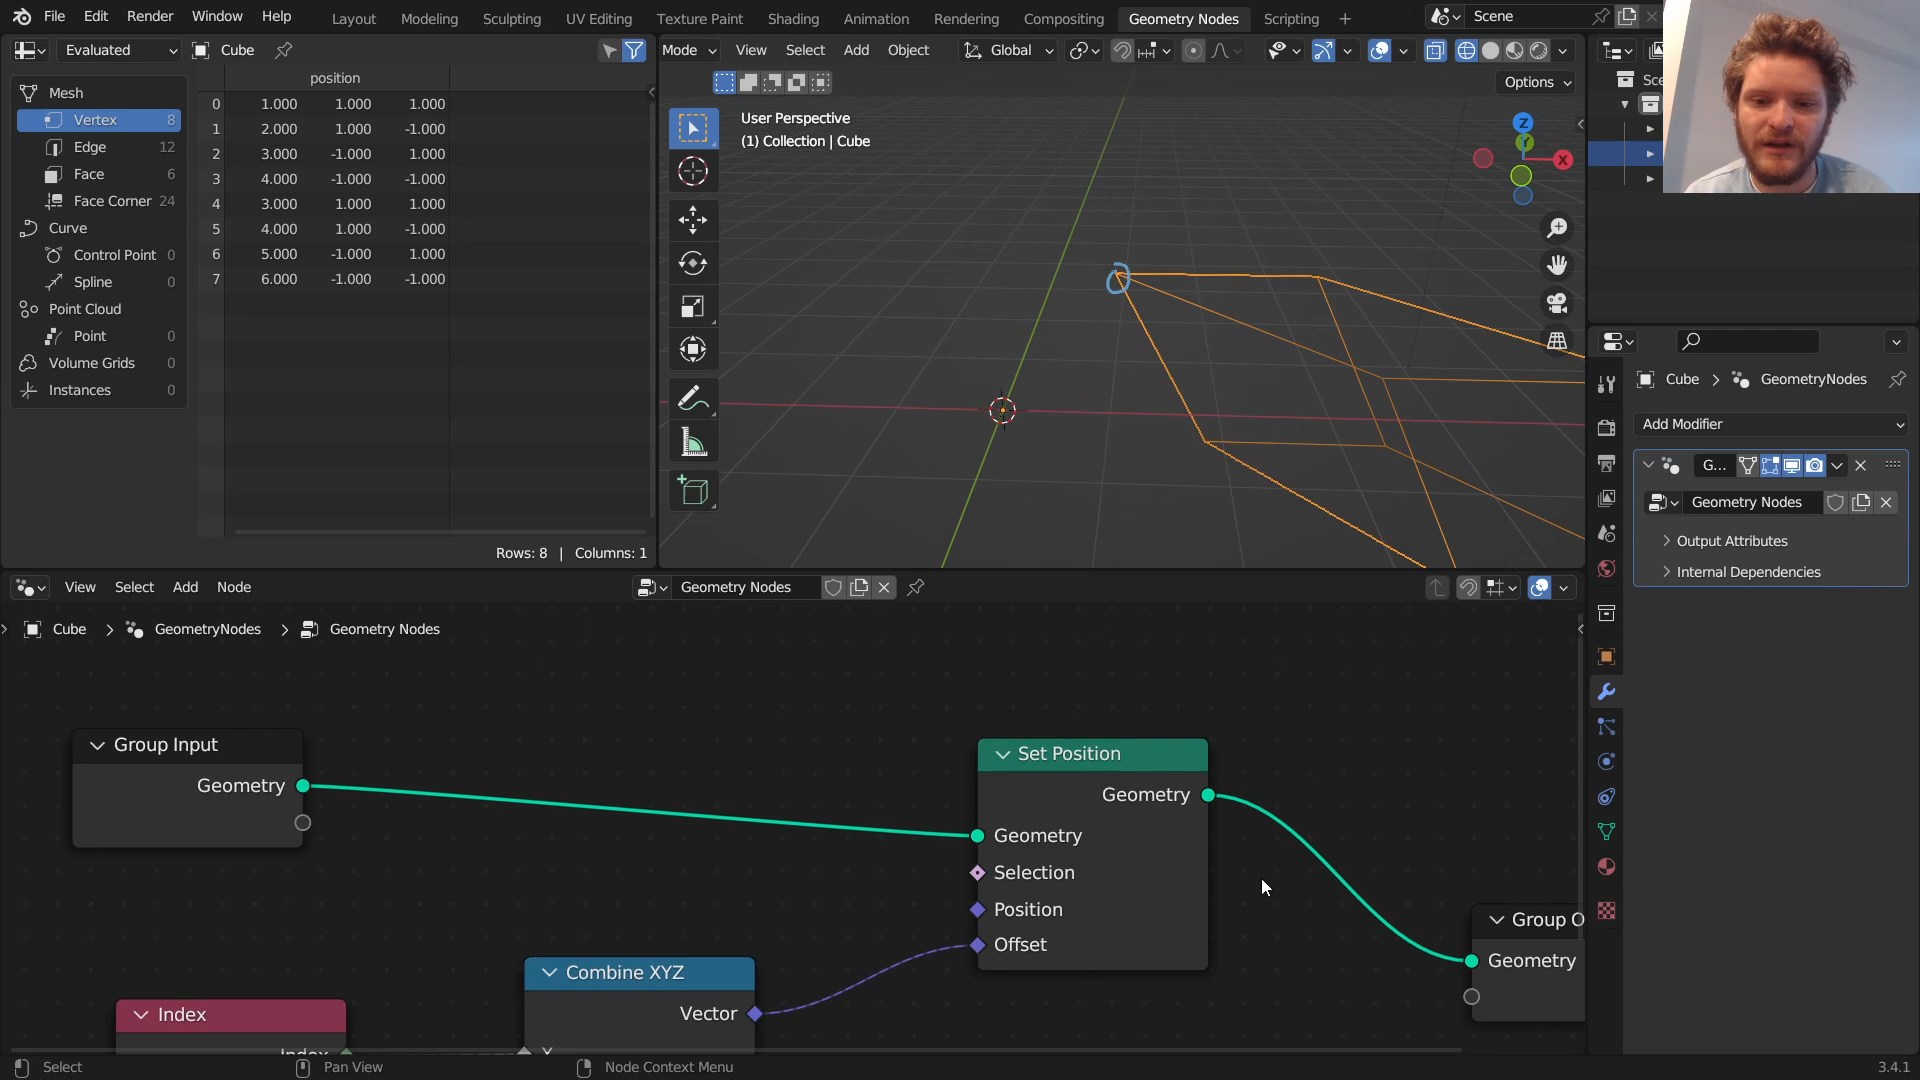 File Edit Render Window Help Layout Modeling Sculpting UV Editing Texture Paint Shading Animation Rendering Compositing Geometry Nodes Scripting + Scene
Evaluated Cube
position
Mesh
Vertex 8
Edge 12
Face 6
Face Corner 24
Curve
Control Point 0
Spline 0
Point Cloud
Point 0
Volume Grids 0
Instances 0
0 1.000 1.000 1.000
1 2.000 1.000 -1.000
2 3.000 -1.000 1.000
3 4.000 -1.000 -1.000
4 3.000 1.000 1.000
5 4.000 1.000 -1.000
6 5.000 -1.000 1.000
7 6.000 -1.000 -1.000
Rows: 8 | Columns: 1
Mode View Select Add Object Global
Options
User Perspective
(1) Collection | Cube
Z
Y
X
Cube > GeometryNodes
Add Modifier
G...
Geometry Nodes
Output Attributes
Internal Dependencies
View Select Add Node Geometry Nodes
Cube > GeometryNodes > Geometry Nodes
Group Input
Geometry
Set Position
Geometry
Geometry
Selection
Position
Offset
Combine XYZ
Vector
Index
Geometry
Select Pan View Node Context Menu 3.4.1